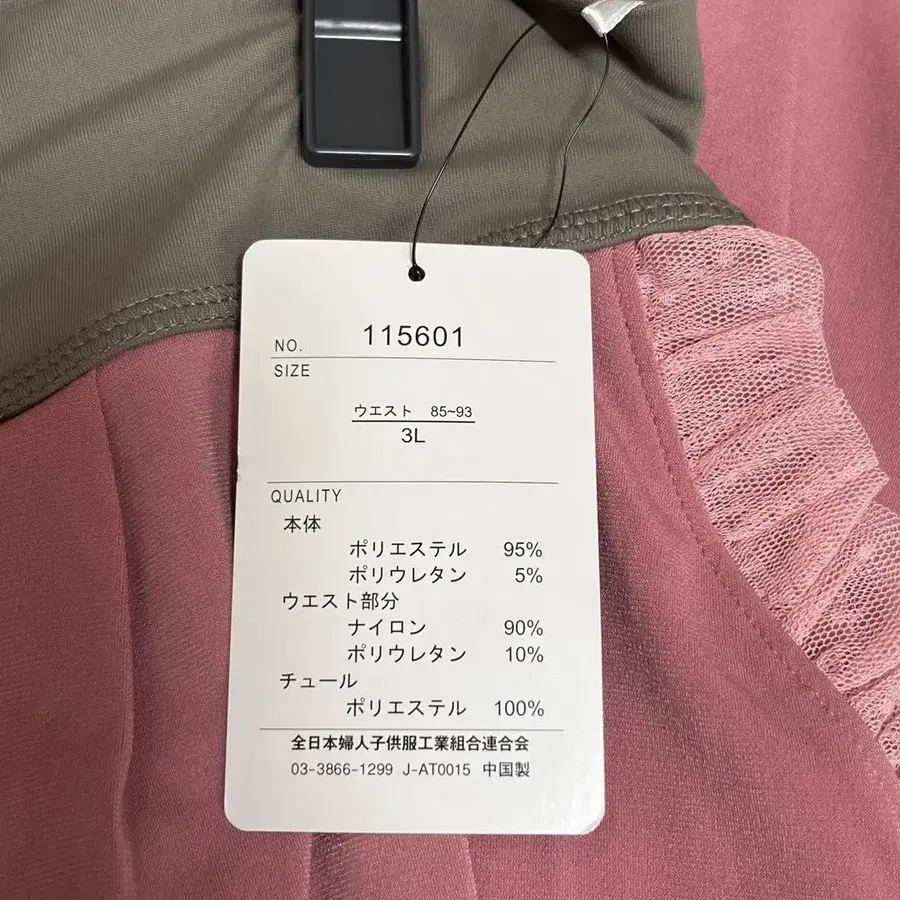 NO. 115601
SIZE
ウエスト 85~93
3L
QUALITY
本体
ポリエステル 95%
ポリウレタン 5%
ウエスト部分
ナイロン 90%
ポリウレタン 10%
チュール
ポリエステル 100%
全日本婦人子供服工業組合連合会
03-3866-1299 J-AT0015 中国製